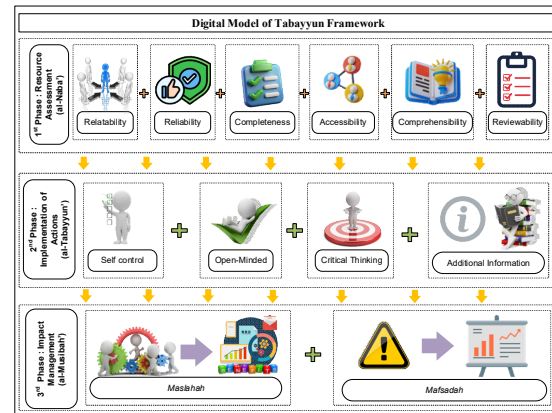 Digital Model of Tabayyun Framework
1st Phase : Resource
Assessment
(al-Naba')
Relatability
Reliability
Completeness
Accessibility
Comprehensibility
Reviewability
2nd Phase :
Implementation of
Actions
(al-Tabayyun')
Self control
Open-Minded
Critical Thinking
Additional Information
3rd Phase : Impact
Management
(al-Musibah')
Maslahah
Mafsadah